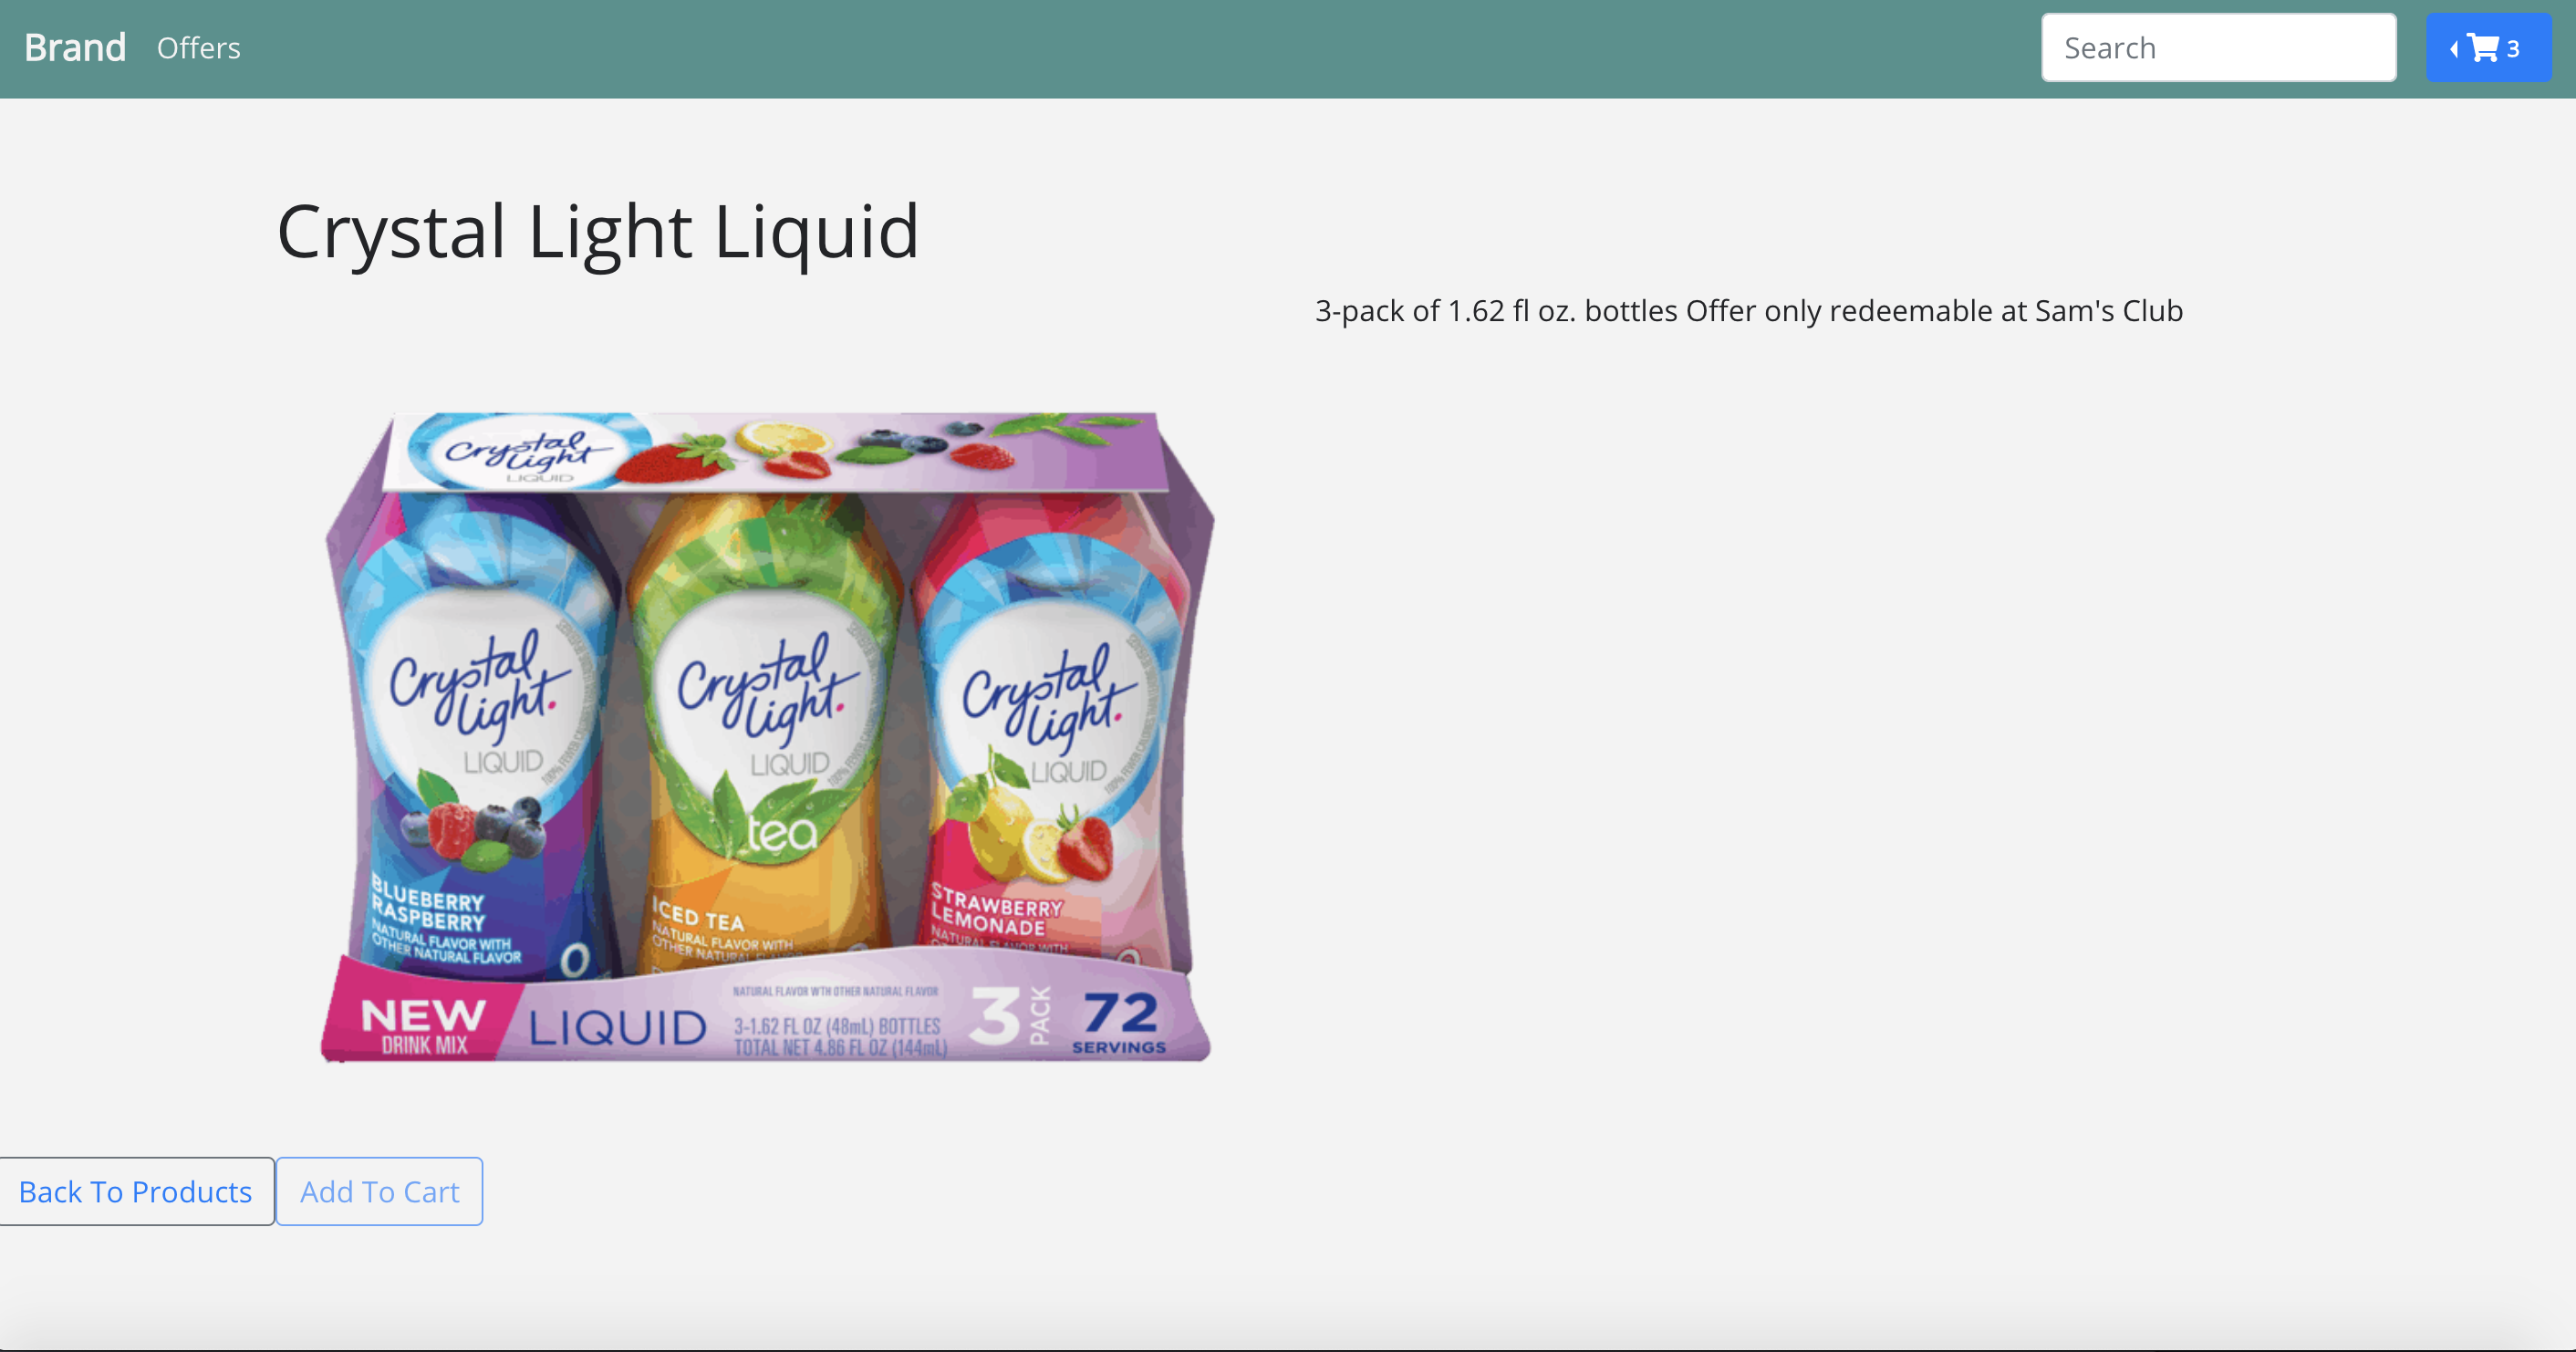 Brand Offers Search 3
Crystal Light Liquid
3-pack of 1.62 fl oz. bottles Offer only redeemable at Sam's Club
Crystal
Light
LIQUID
Crystal
Light.
LIQUID
BLUEBERRY
RASPBERRY
NATURAL FLAVOR WITH
OTHER NATURAL FLAVOR
0
Crystal
Light.
LIQUID
tea
ICED TEA
NATURAL FLAVOR WITH
OTHER NATURAL
Crystal
Light.
LIQUID
STRAWBERRY
LEMONADE
NATURAL FLAVOR WITH
NEW
DRINK MIX
LIQUID
NATURAL FLAVOR WITH OTHER NATURAL FLAVOR
3-1.62 FL OZ (48mL) BOTTLES
TOTAL NET 4.86 FL OZ (144mL)
3
PACK
72
SERVINGS
Back To Products Add To Cart